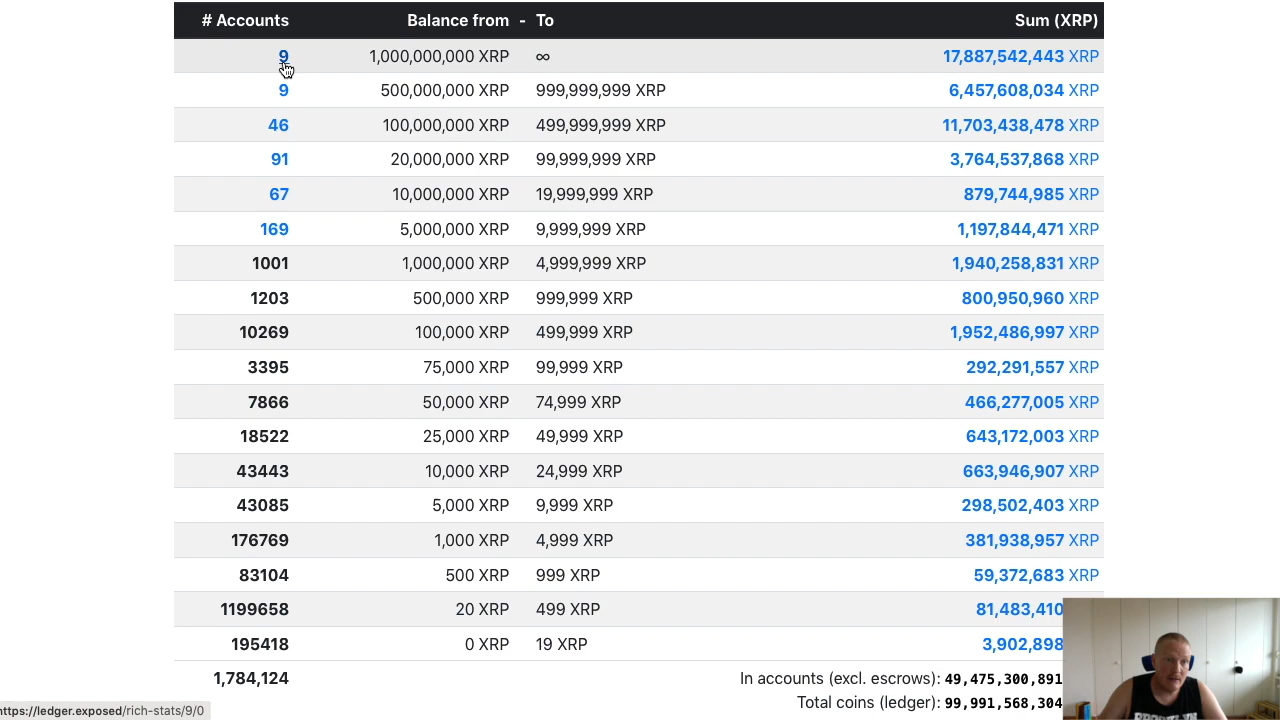 # Accounts Balance from - To Sum (XRP)
9 1,000,000,000 XRP ∞ 17,887,542,443 XRP
9 500,000,000 XRP 999,999,999 XRP 6,457,608,034 XRP
46 100,000,000 XRP 499,999,999 XRP 11,703,438,478 XRP
91 20,000,000 XRP 99,999,999 XRP 3,764,537,868 XRP
67 10,000,000 XRP 19,999,999 XRP 879,744,985 XRP
169 5,000,000 XRP 9,999,999 XRP 1,197,844,471 XRP
1001 1,000,000 XRP 4,999,999 XRP 1,940,258,831 XRP
1203 500,000 XRP 999,999 XRP 800,950,960 XRP
10269 100,000 XRP 499,999 XRP 1,952,486,997 XRP
3395 75,000 XRP 99,999 XRP 292,291,557 XRP
7866 50,000 XRP 74,999 XRP 466,277,005 XRP
18522 25,000 XRP 49,999 XRP 643,172,003 XRP
43443 10,000 XRP 24,999 XRP 663,946,907 XRP
43085 5,000 XRP 9,999 XRP 298,502,403 XRP
176769 1,000 XRP 4,999 XRP 381,938,957 XRP
83104 500 XRP 999 XRP 59,372,683 XRP
1199658 20 XRP 499 XRP 81,483,410
195418 0 XRP 19 XRP 3,902,898
1,784,124 In accounts (excl. escrows): 49,475,300,891
Total coins (ledger): 99,991,568,304
https://ledger.exposed/rich-stats/9/0